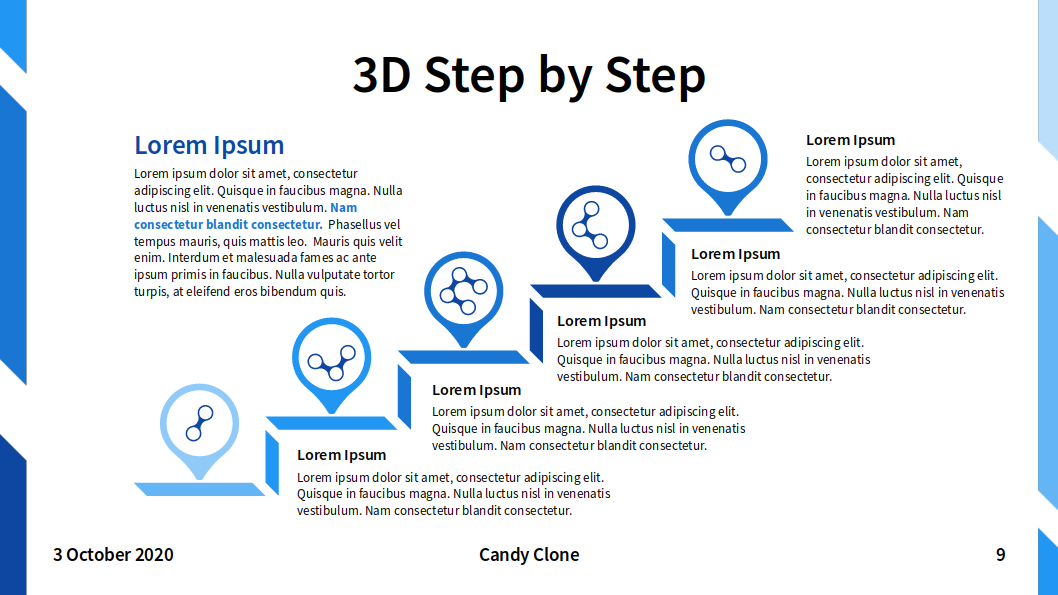 3D Step by Step
Lorem Ipsum
Lorem ipsum dolor sit amet, consectetur
adipiscing elit. Quisque in faucibus magna. Nulla
luctus nisl in venenatis vestibulum. Nam
consectetur blandit consectetur. Phasellus vel
tempus mauris, quis mattis leo. Mauris quis velit
enim. Interdum et malesuada fames ac ante
ipsum primis in faucibus. Nulla vulputate tortor
turpis, at eleifend eros bibendum quis.
Lorem Ipsum
Lorem ipsum dolor sit amet,
consectetur adipiscing elit. Quisque
in faucibus magna. Nulla luctus nisl
in venenatis vestibulum. Nam
consectetur blandit consectetur.
Lorem Ipsum
Lorem ipsum dolor sit amet, consectetur adipiscing elit.
Quisque in faucibus magna. Nulla luctus nisl in venenatis
vestibulum. Nam consectetur blandit consectetur.
Lorem Ipsum
Lorem ipsum dolor sit amet, consectetur adipiscing elit.
Quisque in faucibus magna. Nulla luctus nisl in venenatis
vestibulum. Nam consectetur blandit consectetur.
Lorem Ipsum
Lorem ipsum dolor sit amet, consectetur adipiscing elit.
Quisque in faucibus magna. Nulla luctus nisl in venenatis
vestibulum. Nam consectetur blandit consectetur.
Lorem Ipsum
Lorem ipsum dolor sit amet, consectetur adipiscing elit.
Quisque in faucibus magna. Nulla luctus nisl in venenatis
vestibulum. Nam consectetur blandit consectetur.
3 October 2020
Candy Clone
9